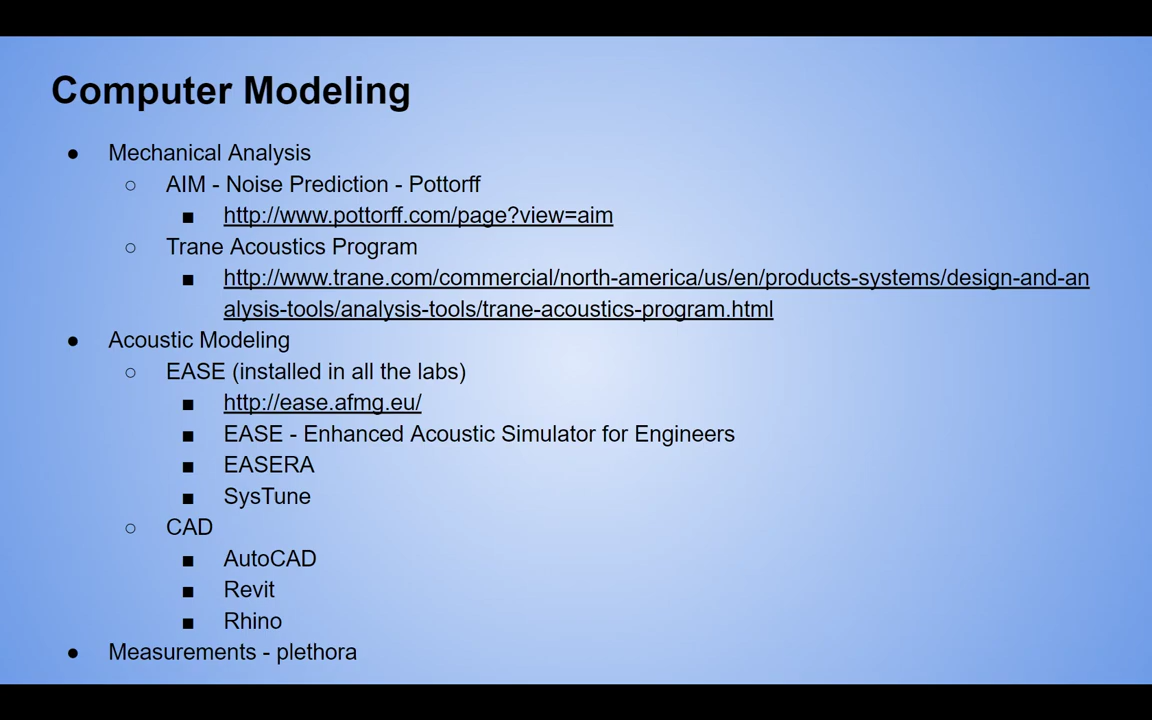 Computer Modeling
● Mechanical Analysis
○ AIM - Noise Prediction - Pottorff
■ http://www.pottorff.com/page?view=aim
○ Trane Acoustics Program
■ http://www.trane.com/commercial/north-america/us/en/products-systems/design-and-an
alysis-tools/analysis-tools/trane-acoustics-program.html
● Acoustic Modeling
○ EASE (installed in all the labs)
■ http://ease.afmg.eu/
■ EASE - Enhanced Acoustic Simulator for Engineers
■ EASERA
■ SysTune
○ CAD
■ AutoCAD
■ Revit
■ Rhino
● Measurements - plethora